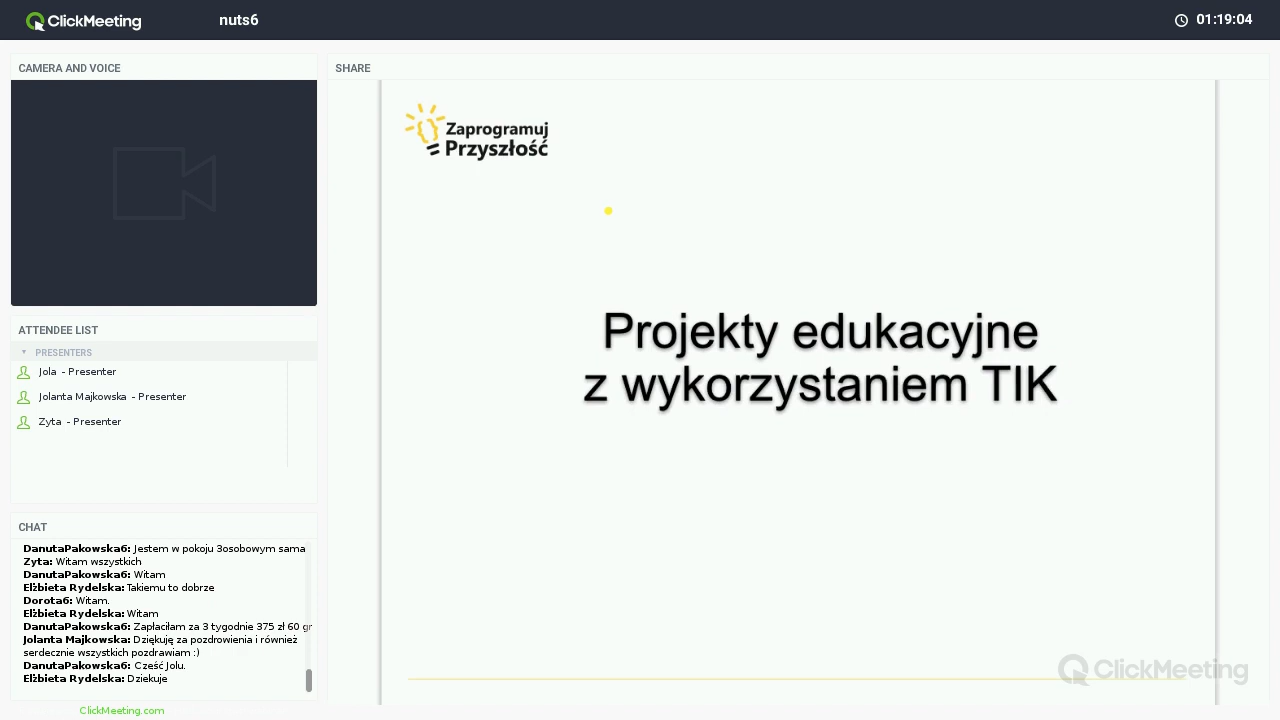 ClickMeeting
nuts6
01:19:04
CAMERA AND VOICE
SHARE
Zaprogramuj
Przyszłość
Projekty edukacyjne
z wykorzystaniem TIK
ATTENDEE LIST
PRESENTERS
Jola - Presenter
Jolanta Majkowska - Presenter
Zyta - Presenter
CHAT
DanutaPakowska6: Jestem w pokoju 3osobowym sama
Zyta: Witam wszystkich
DanutaPakowska6: Witam
Elżbieta Rydelska: Takiemu to dobrze
Dorota6: Witam.
Elżbieta Rydelska: Witam
DanutaPakowska6: Zapłaciłam za 3 tygodnie 375 zł 60 gr
Jolanta Majkowska: Dziękuję za pozdrowienia i również
serdecznie wszystkich pozdrawiam :)
DanutaPakowska6: Cześć Jolu.
Elżbieta Rydelska: Dziekuje
ClickMeeting.com
ClickMeeting